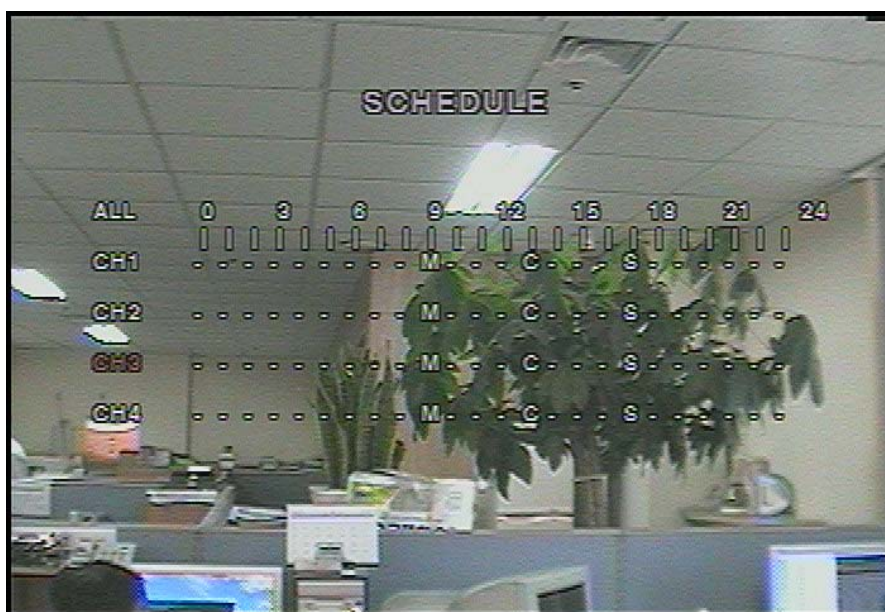 SCHEDULE
ALL 0 3 6 9 12 15 18 21 24
CH1 - - - - - - - - - M - - - C - - - S - - - - - -
CH2 - - - - - - - - - M - - - C - - - S - - - - - -
CH3 - - - - - - - - - M - - - C - - - S - - - - - -
CH4 - - - - - - - - - M - - - C - - - S - - - - - -